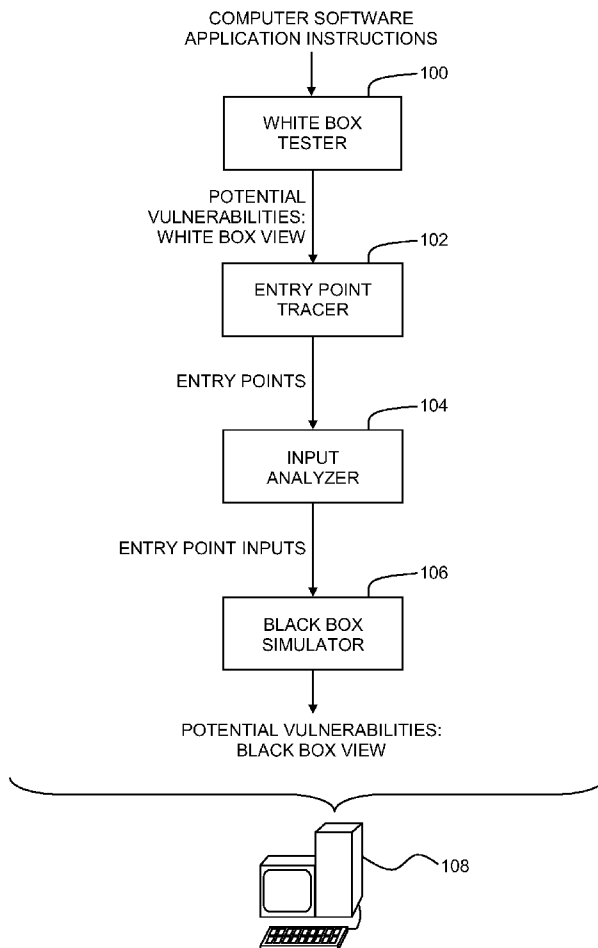 COMPUTER SOFTWARE
APPLICATION INSTRUCTIONS
100
WHITE BOX
TESTER
POTENTIAL
VULNERABILITIES:
WHITE BOX VIEW
102
ENTRY POINT
TRACER
ENTRY POINTS
104
INPUT
ANALYZER
ENTRY POINT INPUTS
106
BLACK BOX
SIMULATOR
POTENTIAL VULNERABILITIES:
BLACK BOX VIEW
108